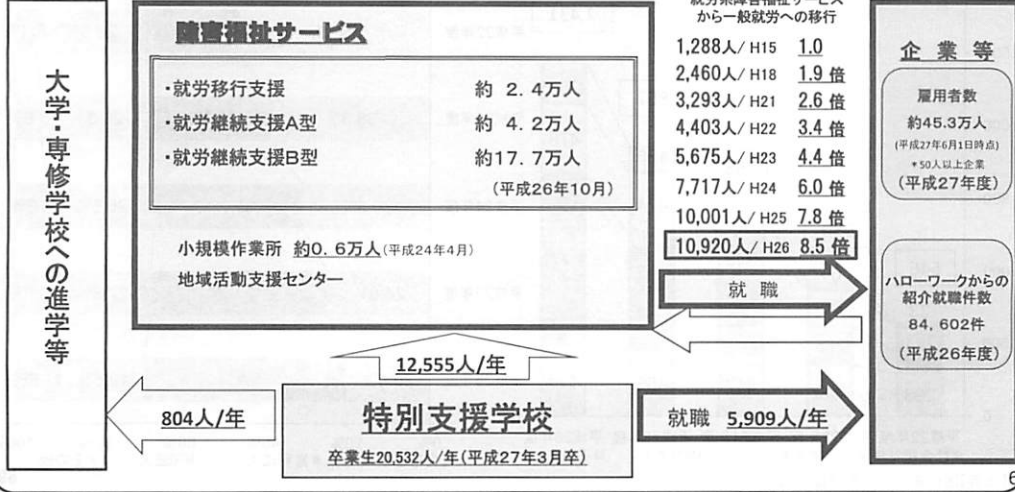 就労系障害福祉サービス
から一般就労への移行
1,288人/ H15 1.0
2,460人/ H18 1.9 倍
3,293人/ H21 2.6 倍
4,403人/ H22 3.4 倍
5,675人/ H23 4.4 倍
7,717人/ H24 6.0 倍
10,001人/ H25 7.8 倍
10,920人/ H26 8.5 倍
就 職
障害福祉サービス
・就労移行支援 約 2.4万人
・就労継続支援A型 約 4.2万人
・就労継続支援B型 約17.7万人
(平成26年10月)
小規模作業所 約0.6万人(平成24年4月)
地域活動支援センター
大学・専修学校への進学等
企 業 等
雇用者数
約45.3万人
(平成27年6月1日時点)
*50人以上企業
(平成27年度)
ハローワークからの
紹介就職件数
84,602件
(平成26年度)
12,555人/年
804人/年
特別支援学校
卒業生20,532人/年(平成27年3月卒)
就職 5,909人/年
6